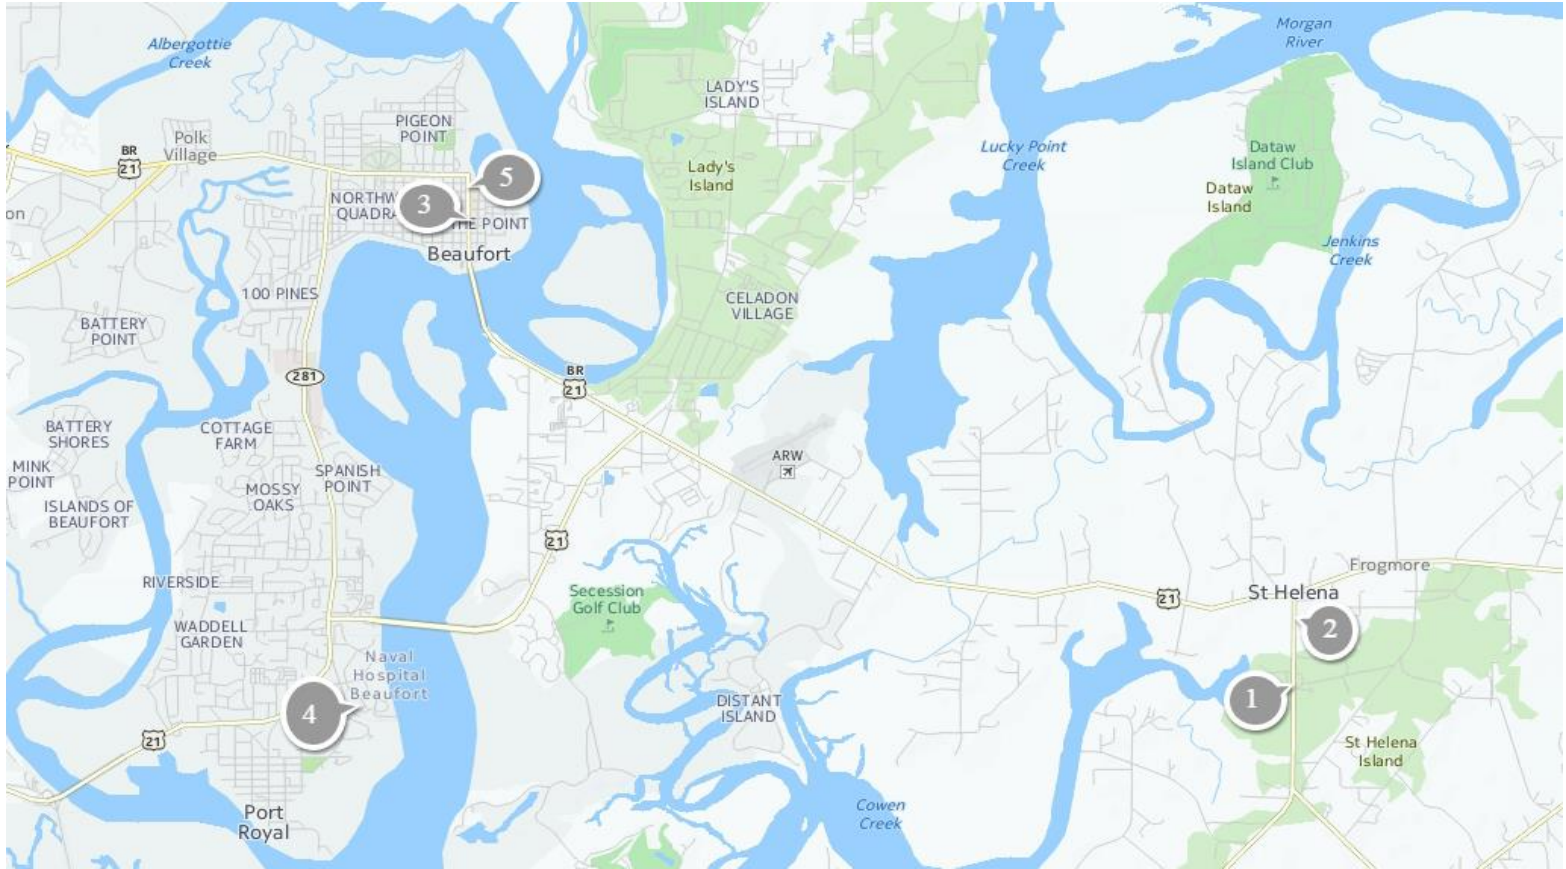 Albergottie
Creek
Morgan
River
LADY'S
ISLAND
PIGEON
POINT
Polk
Village
BR
21
Lucky Point
Creek
Dataw
Island Club
Lady's
Island
5
Dataw
Island
NORTHW
QUADRA
3
THE POINT
on
Beaufort
Jenkins
Creek
100 PINES
CELADON
VILLAGE
BATTERY
POINT
281
BR
21
BATTERY
SHORES
COTTAGE
FARM
ARW
MINK
POINT
SPANISH
POINT
MOSSY
OAKS
ISLANDS OF
BEAUFORT
21
Frogmore
RIVERSIDE
Secession
Golf Club
21
St Helena
WADDELL
GARDEN
2
Naval
Hospital
Beaufort
1
4
DISTANT
ISLAND
21
St Helena
Island
Port
Royal
Cowen
Creek